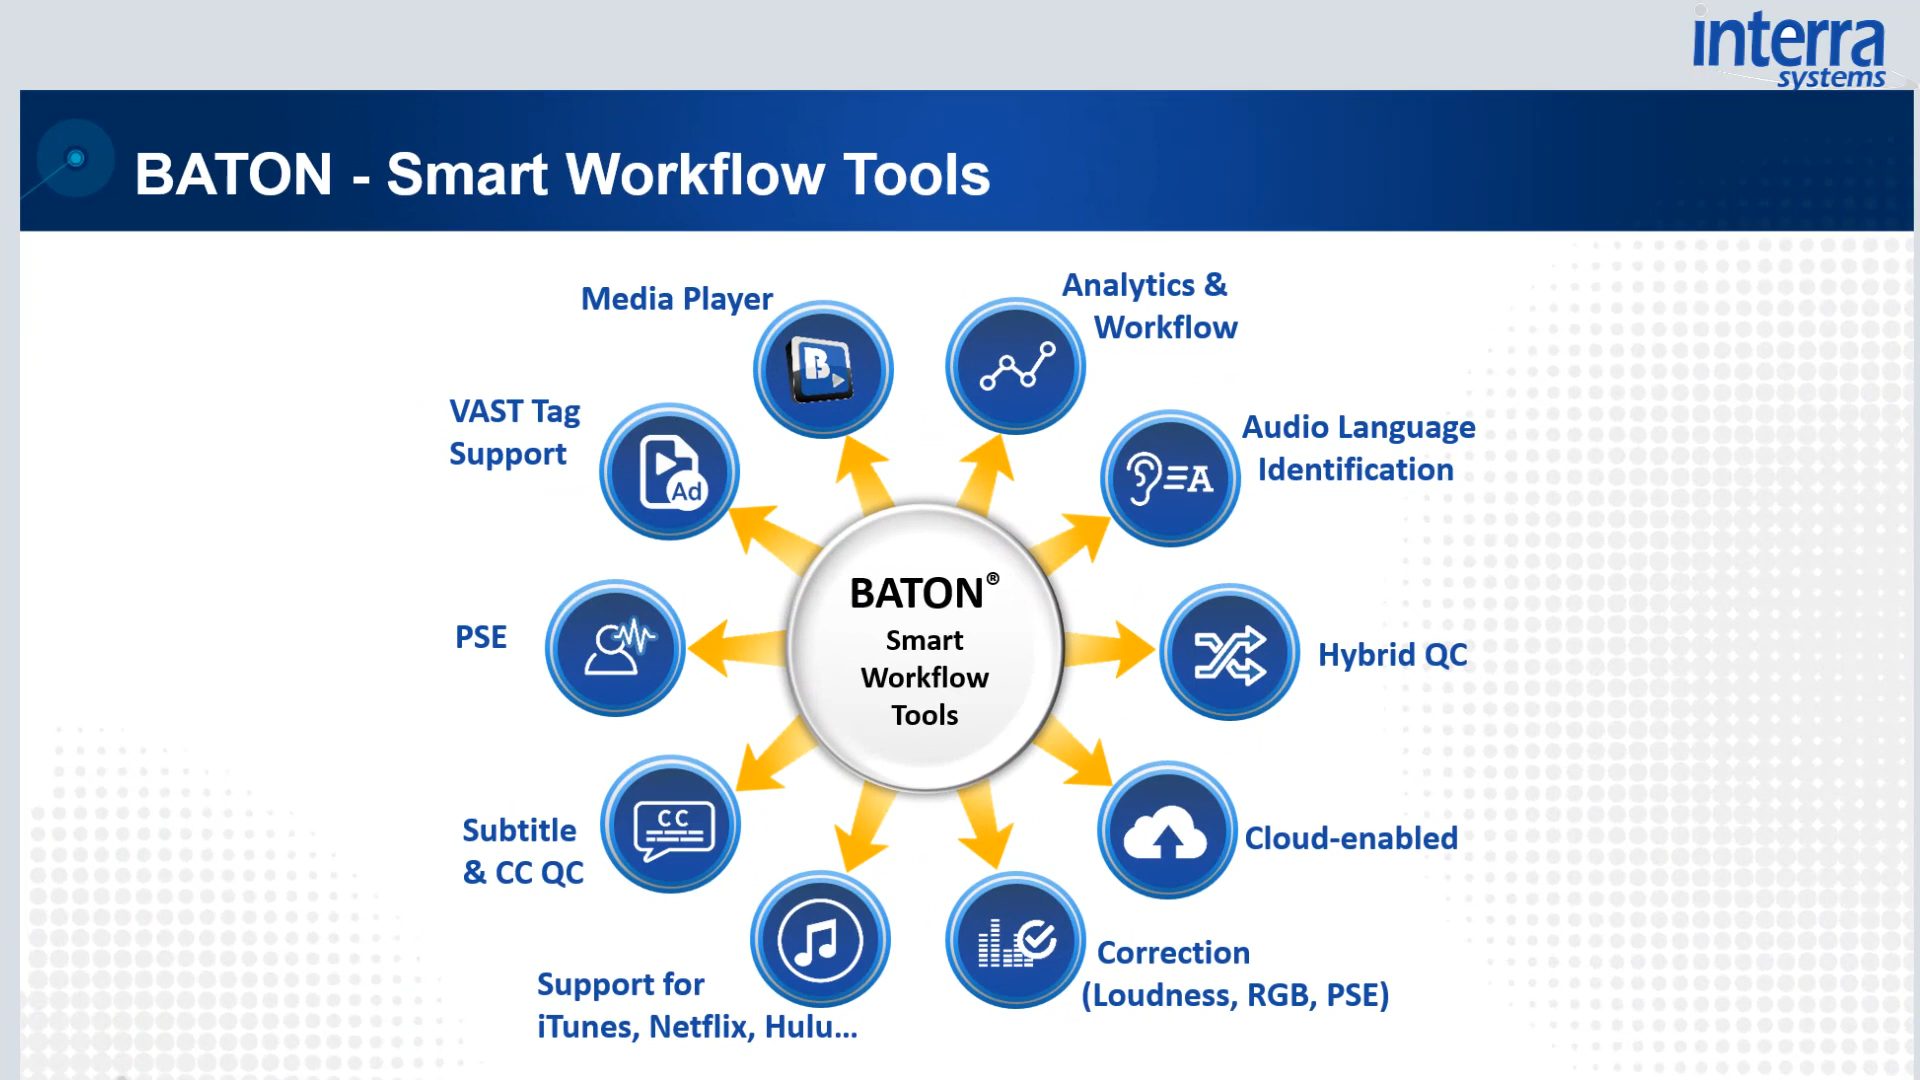 interra
systems
BATON - Smart Workflow Tools
Media Player
Analytics &
Workflow
VAST Tag
Support
Ad
Audio Language
Identification
A
B
BATON®
Smart
Workflow
Tools
PSE
Hybrid QC
Subtitle
& CC QC
CC
Cloud-enabled
Support for
iTunes, Netflix, Hulu...
Correction
(Loudness, RGB, PSE)